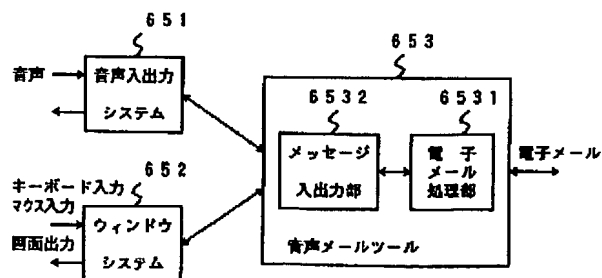 651
音声
音声入出力
システム
653
6532
6531
メッセージ
入出力部
電子
メール
処理部
電子メール
音声メールツール
652
キーボード入力
マウス入力
画面出力
ウィンドウ
システム